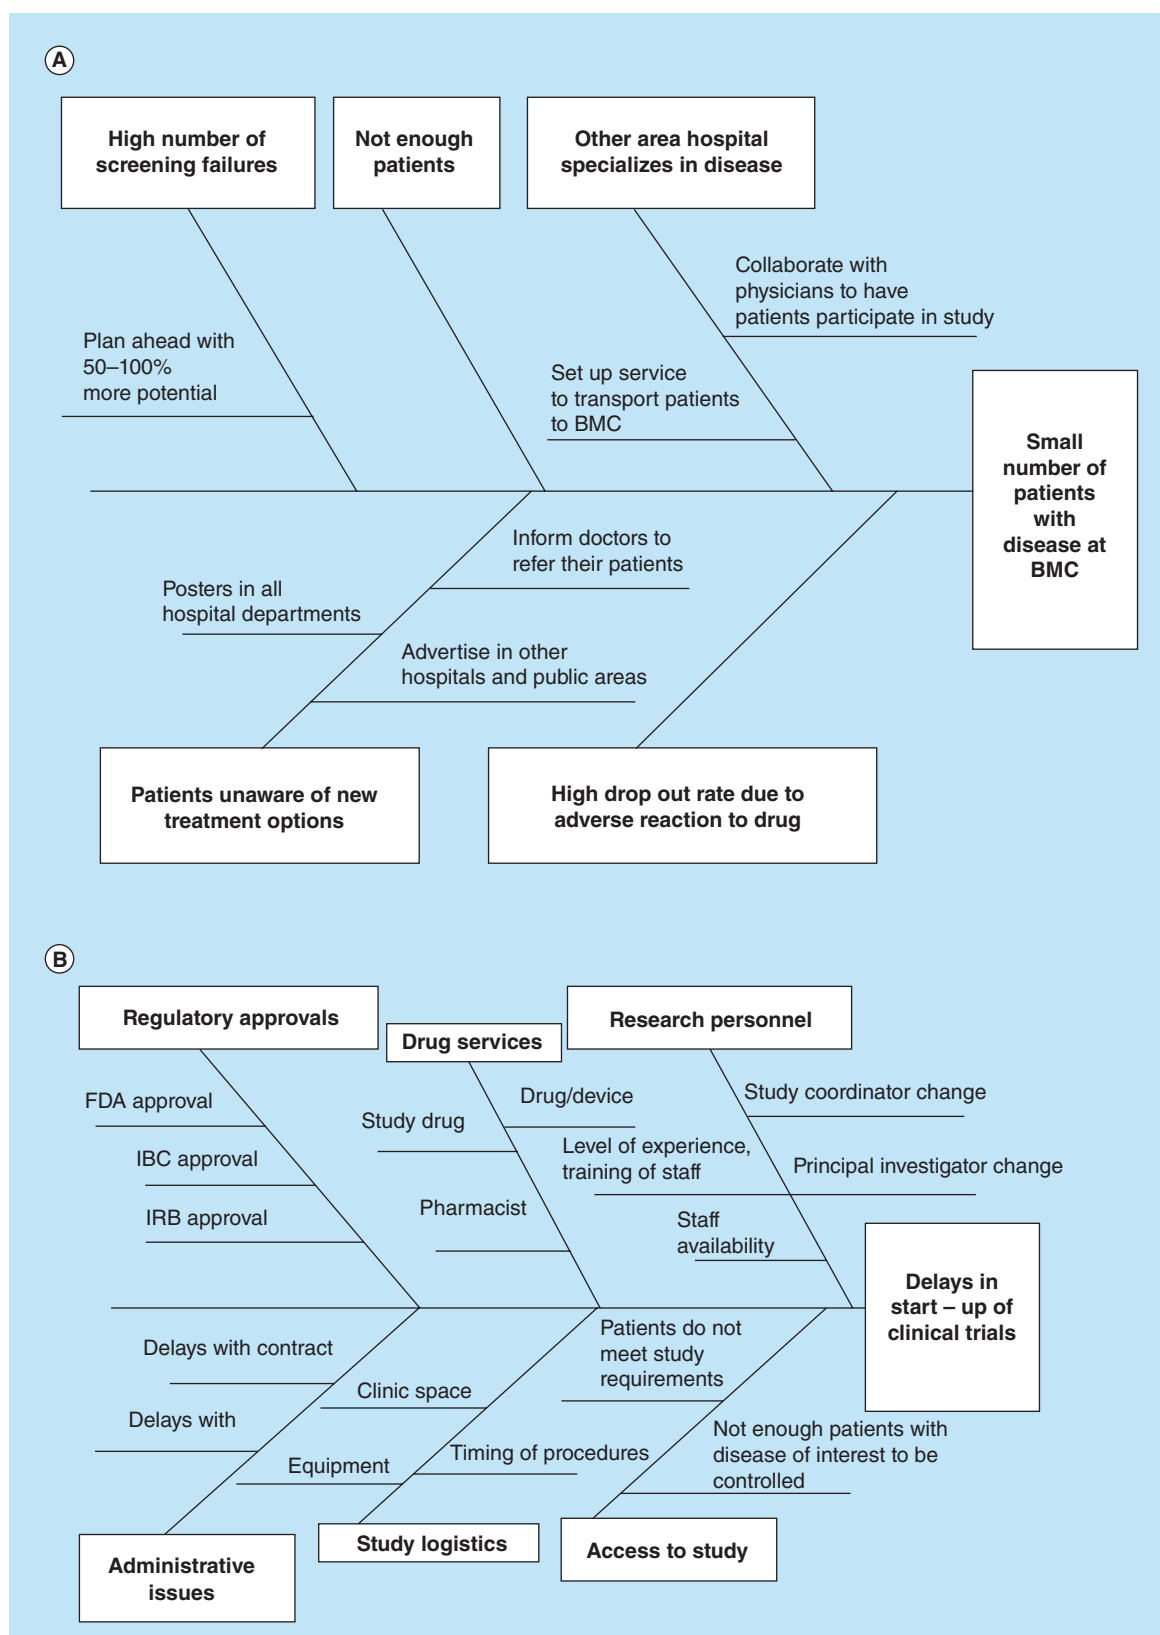 A
High number of
screening failures
Not enough
patients
Other area hospital
specializes in disease
Collaborate with
physicians to have
patients participate in study
Plan ahead with
50–100%
more potential
Set up service
to transport patients
to BMC
Small
number of
patients
with
disease at
BMC
Inform doctors to
refer their patients
Posters in all
hospital departments
Advertise in other
hospitals and public areas
Patients unaware of new
treatment options
High drop out rate due to
adverse reaction to drug
B
Regulatory approvals
Drug services
Research personnel
FDA approval
IBC approval
IRB approval
Study drug
Drug/device
Pharmacist
Level of experience,
training of staff
Study coordinator change
Principal investigator change
Staff
availability
Delays in
start – up of
clinical trials
Delays with contract
Delays with
Clinic space
Equipment
Timing of procedures
Patients do not
meet study
requirements
Not enough patients with
disease of interest to be
controlled
Administrative
issues
Study logistics
Access to study